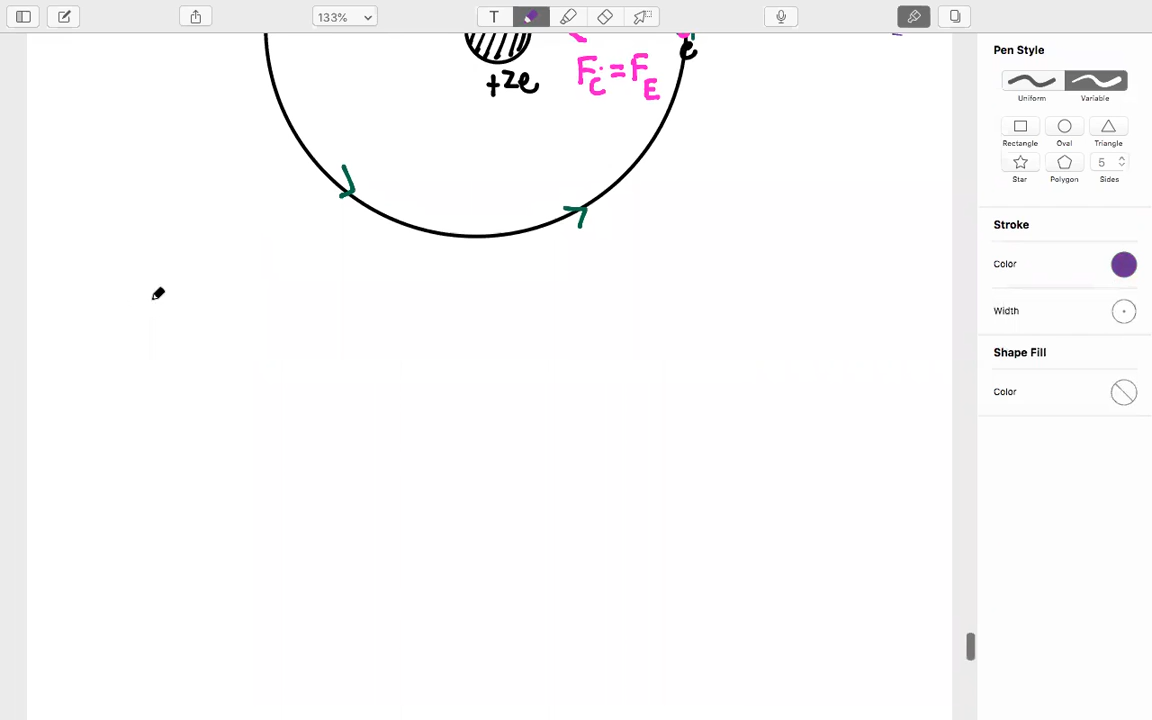 T
133%
e
+ze
Fc = FE
Pen Style
Uniform
Variable
Rectangle
Oval
Triangle
5
Star
Polygon
Sides
Stroke
Color
Width
Shape Fill
Color